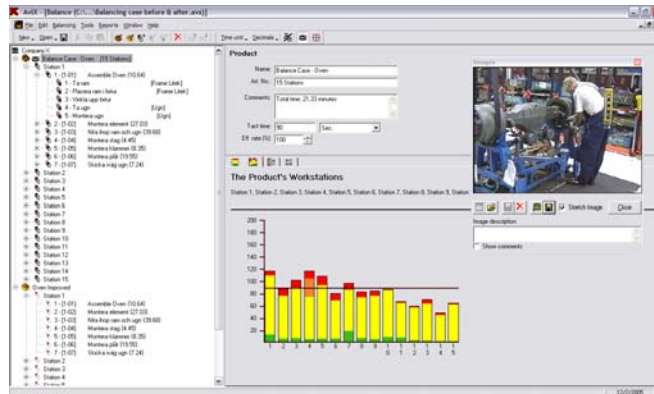 AviX - [Balance (C:\...\Balancing case before & after.avx)]
File Edit Balancing Tools Reports Window Help
New Open Time unit Decimals
Company X
Balance Case - Oven [15 Stations]
Station 1
1 - [1-01] Assemble Oven [10.64]
1 - Ta ram [Frame Litek]
2 - Placera ram i fixtur [Frame Litek]
3 - Vinkla upp fixtur
4 - Ta ugn [Ugn]
5 - Montera ugn [Ugn]
2 - [1-02] Montera element [27.03]
3 - [1-03] Nita ihop ram och ugn [39.68]
4 - [1-04] Montera stag [4.45]
5 - [1-05] Montera klammer [8.35]
6 - [1-06] Montera plåt [19.55]
7 - [1-07] Skicka iväg ugn [7.24]
Station 2
Station 3
Station 4
Station 5
Station 6
Station 7
Station 8
Station 9
Station 10
Station 11
Station 12
Station 13
Station 14
Station 15
Oven Improved
Station 1
1 - [1-01] Assemble Oven [10.64]
2 - [1-02] Montera element [27.03]
3 - [1-03] Nita ihop ram och ugn [39.68]
4 - [1-04] Montera stag [4.45]
5 - [1-05] Montera klammer [8.35]
6 - [1-06] Montera plåt [19.55]
7 - [1-07] Skicka iväg ugn [7.24]
Station 2
Station 3
Station 4
Station 5
Product
Name: Balance Case - Oven
Art. No.: 15 Stations
Comments: Total time: 21.33 minutes
Tact time: 90 Sec.
Eff. rate [%]: 100
The Product's Workstations
Station 1, Station 2, Station 3, Station 4, Station 5, Station 6, Station 7, Station 8, Station 9, Station
200
180
160
140
120
100
80
60
40
20
1 2 3 4 5 6 7 8 9 1 1 1 1 1 1
0 1 2 3 4 5
Stretch Image Close
Image description:
Show comments